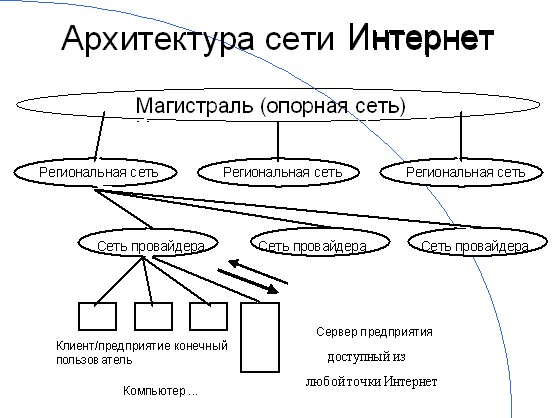 Архитектура сети Интернет
Магистраль (опорная сеть)
Региональная сеть
Региональная сеть
Региональная сеть
Сеть провайдера
Сеть провайдера
Сеть провайдера
Клиент/предприятие конечный
пользователь
Компьютер ...
Сервер предприятия
доступный из
любой точки Интернет